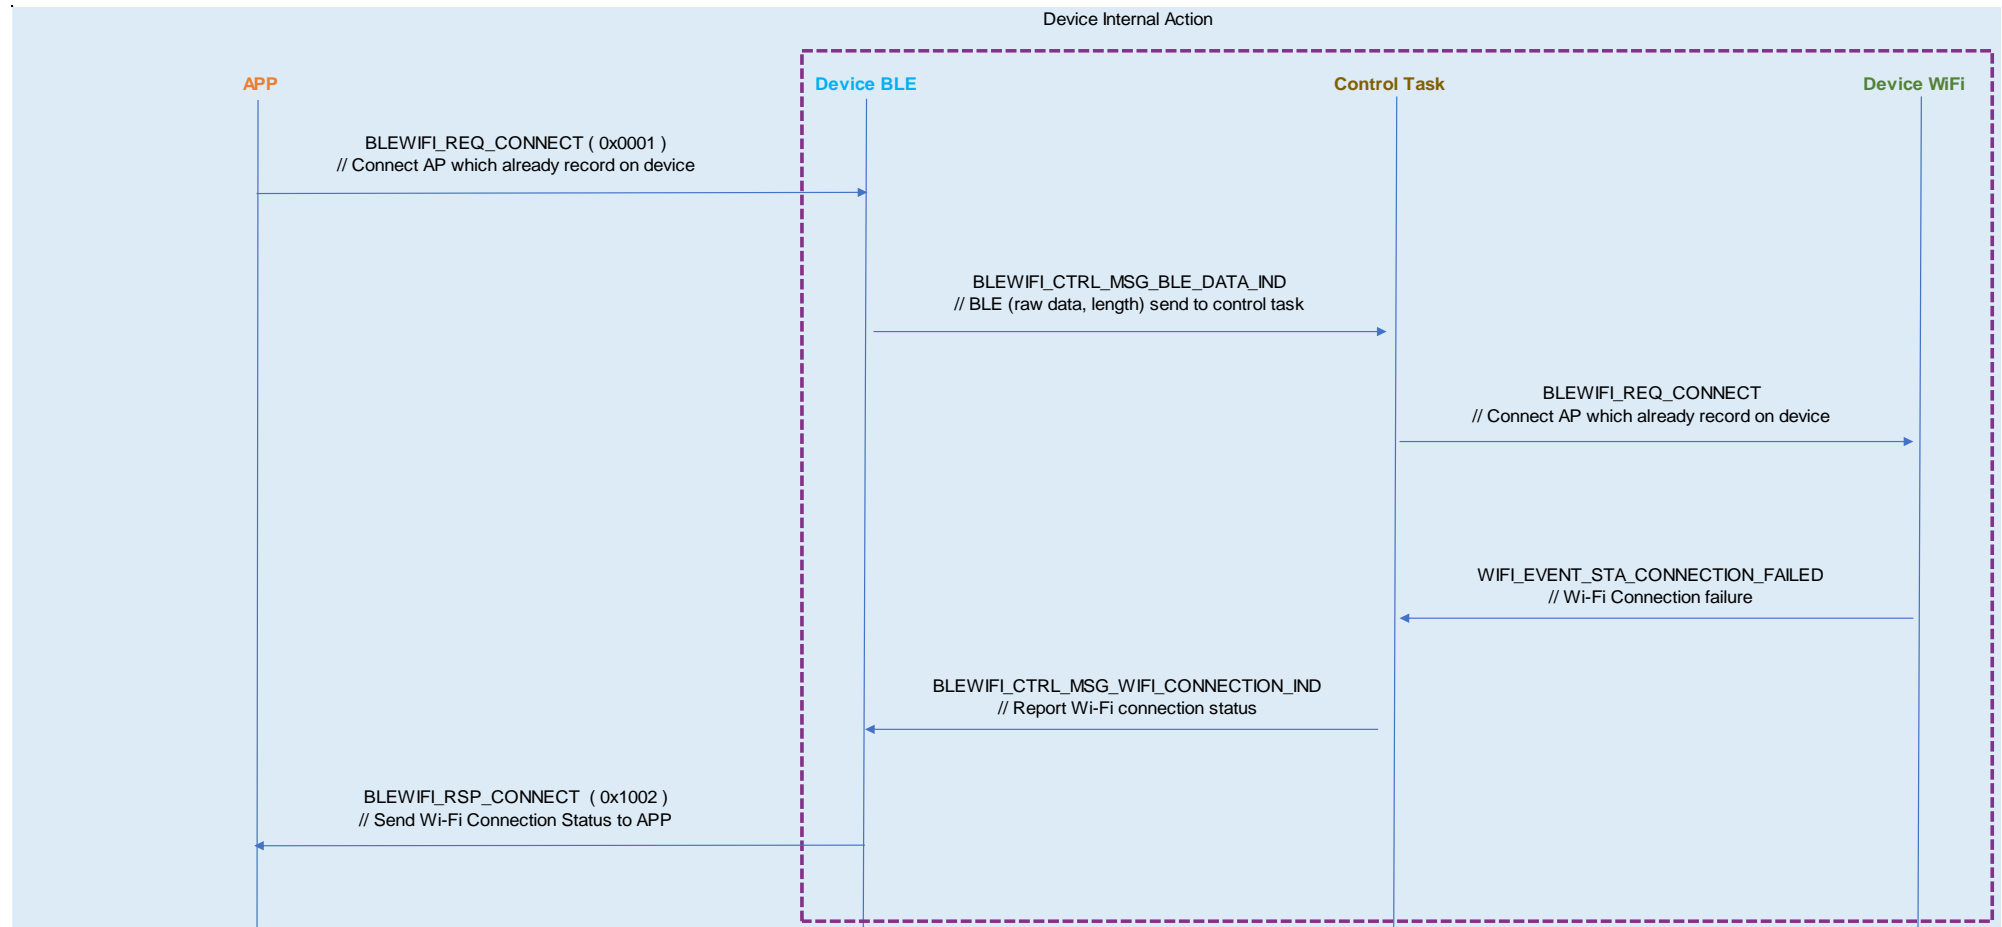 Device Internal Action
APP
Device BLE
Control Task
Device WiFi
BLEWIFI_REQ_CONNECT ( 0x0001 )
// Connect AP which already record on device
BLEWIFI_CTRL_MSG_BLE_DATA_IND
// BLE (raw data, length) send to control task
BLEWIFI_REQ_CONNECT
// Connect AP which already record on device
WIFI_EVENT_STA_CONNECTION_FAILED
// Wi-Fi Connection failure
BLEWIFI_CTRL_MSG_WIFI_CONNECTION_IND
// Report Wi-Fi connection status
BLEWIFI_RSP_CONNECT ( 0x1002 )
// Send Wi-Fi Connection Status to APP